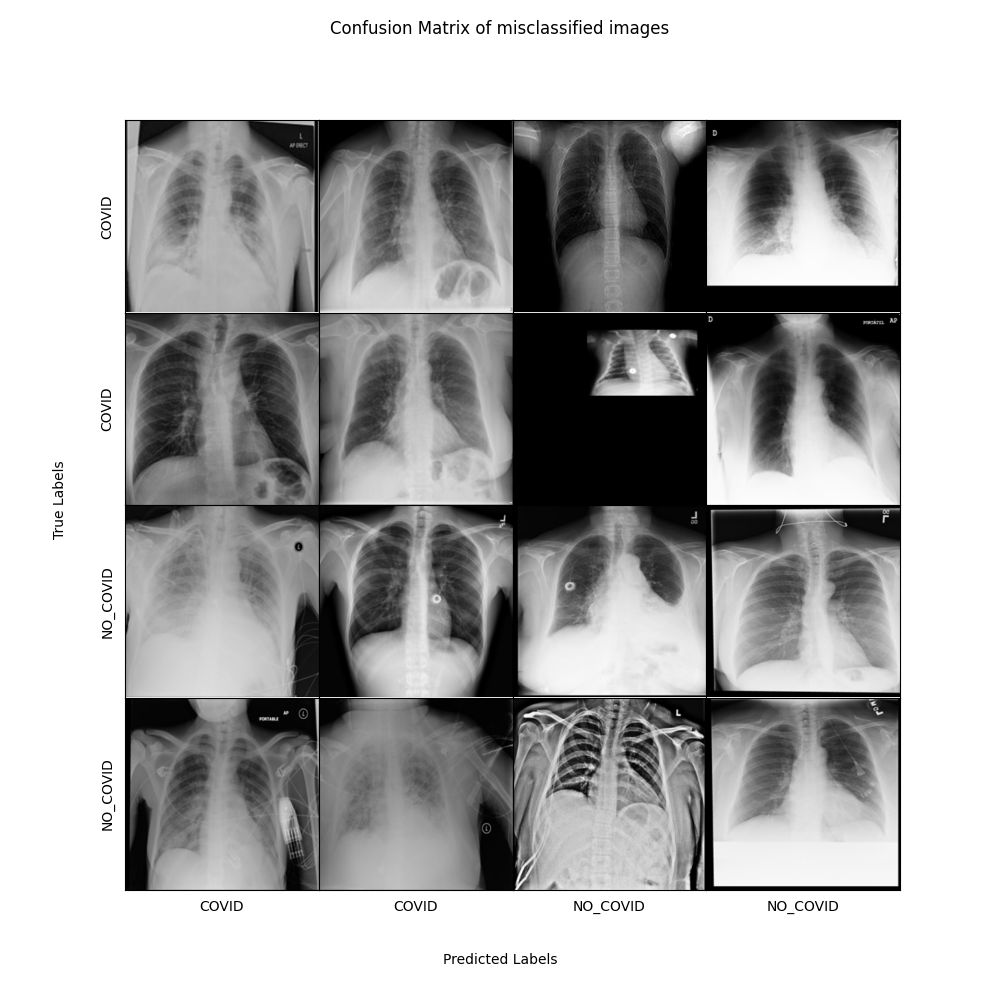 Confusion Matrix of misclassified images
COVID
COVID
NO_COVID
NO_COVID
True Labels
L
AP ERECT
D
D
PORTÁTIL AP
L
PORTABLE
AP
L
L
L
COVID
COVID
NO_COVID
NO_COVID
Predicted Labels